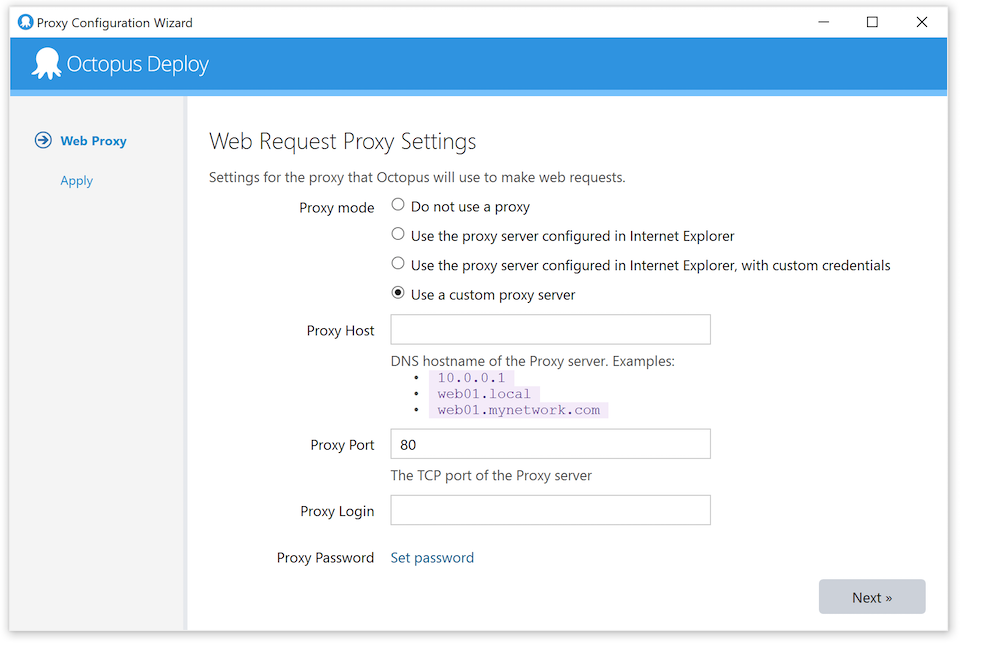 Proxy Configuration Wizard
Octopus Deploy
Web Proxy
Apply
Web Request Proxy Settings
Settings for the proxy that Octopus will use to make web requests.
Proxy mode
Do not use a proxy
Use the proxy server configured in Internet Explorer
Use the proxy server configured in Internet Explorer, with custom credentials
Use a custom proxy server
Proxy Host
DNS hostname of the Proxy server. Examples:
• 10.0.0.1
• web01.local
• web01.mynetwork.com
Proxy Port 80
The TCP port of the Proxy server
Proxy Login
Proxy Password Set password
Next »